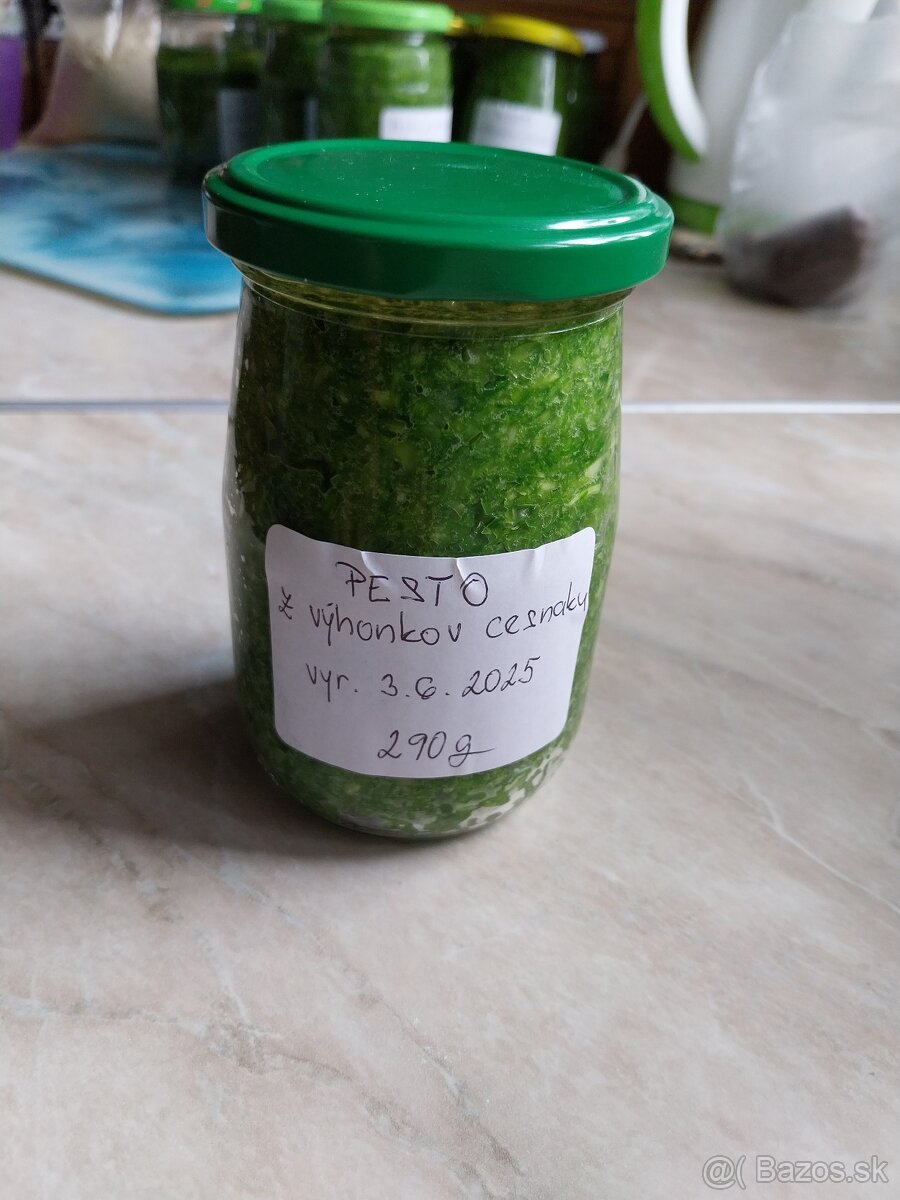 PESTO
z výhonkov cesnaku
vyr. 3.6.2025
290g
@( Bazos.sk